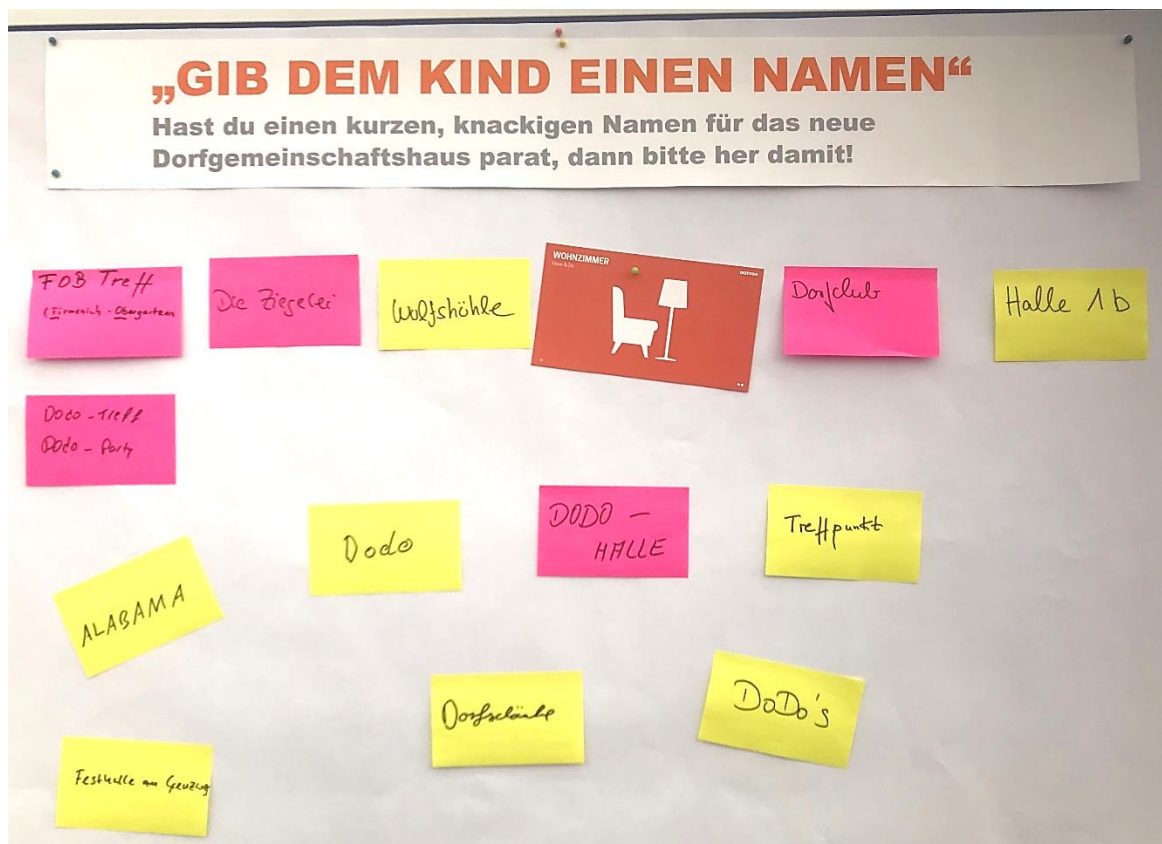 „GIB DEM KIND EINEN NAMEN“
Hast du einen kurzen, knackigen Namen für das neue
Dorfgemeinschaftshaus parat, dann bitte her damit!
FOB Treff
(Firmenich - Obergartzem
Die Ziegelei
Wolfshöhle
WOHNZIMMER
Dorfclub
Halle 1b
Dodo - Treff
Dodo - Party
Dodo
DODO -
HALLE
Treffpunkt
ALABAMA
Dorfschänke
DoDo's
Festhalle am